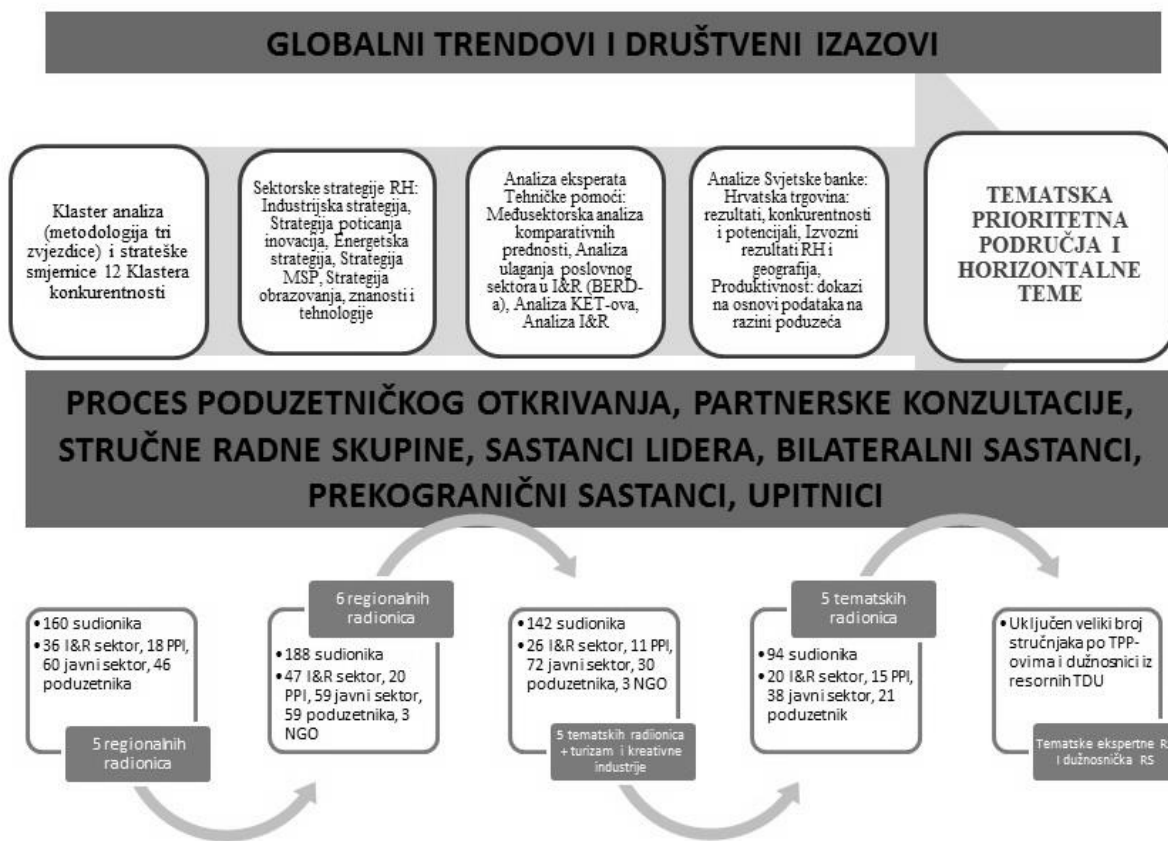 GLOBALNI TRENDOVI I DRUŠTVENI IZAZOVI
Klaster analiza
(metodologija tri
zvjezdice) i strateške
smjernice 12 Klastera
konkurentnosti
Sektorske strategije RH:
Industrijska strategija,
Strategija poticanja
inovacija, Energetska
strategija, Strategija
MSP, Strategija
obrazovanja, znanosti i
tehnologije
Analiza eksperata
Tehničke pomoći:
Međusektorska analiza
komparativnih
prednosti, Analiza
ulaganja poslovnog
sektora u I&R (BERD-
a), Analiza KET-ova,
Analiza I&R
Analize Svjetske banke:
Hrvatska trgovina:
rezultati, konkurentnosti
i potencijali, Izvozni
rezultati RH i
geografija,
Produktivnost: dokazi
na osnovi podataka na
razini poduzeća
TEMATSKA
PRIORITETNA
PODRUČJA I
HORIZONTALNE
TEME
PROCES PODUZETNIČKOG OTKRIVANJA, PARTNERSKE KONZULTACIJE,
STRUČNE RADNE SKUPINE, SASTANCI LIDERA, BILATERALNI SASTANCI,
PREKOGRANIČNI SASTANCI, UPITNICI
•160 sudionika
•36 I&R sektor, 18 PPI,
60 javni sektor, 46
poduzetnika
5 regionalnih
radionica
6 regionalnih
radionica
•188 sudionika
•47 I&R sektor, 20
PPI, 59 javni sektor,
59 poduzetnika, 3
NGO
•142 sudionika
•26 I&R sektor, 11 PPI,
72 javni sektor, 30
poduzetnika, 3 NGO
5 tematskih radiionica
+ turizam i kreativne
industrije
5 tematskih
radionica
•94 sudionika
•20 I&R sektor, 15 PPI,
38 javni sektor, 21
poduzetnik
•Uključen veliki broj
stručnjaka po TPP-
ovima i dužnosnici iz
resornih TDU
Tematske ekspertne
I dužnosnička RS